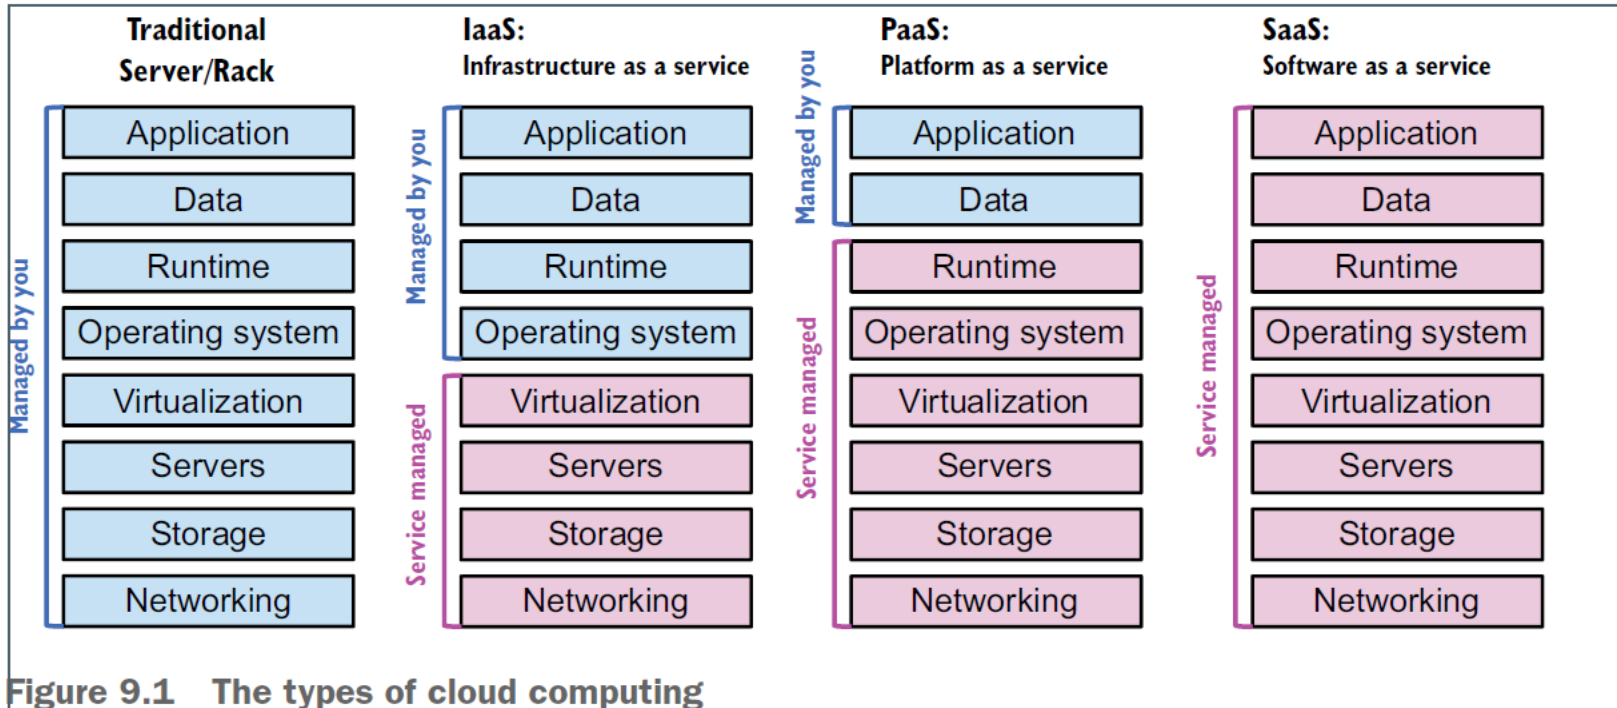 Traditional
Server/Rack
Managed by you
Application
Data
Runtime
Operating system
Virtualization
Servers
Storage
Networking
IaaS:
Infrastructure as a service
Managed by you
Application
Data
Runtime
Operating system
Service managed
Virtualization
Servers
Storage
Networking
PaaS:
Platform as a service
Managed by you
Application
Data
Service managed
Runtime
Operating system
Virtualization
Servers
Storage
Networking
SaaS:
Software as a service
Service managed
Application
Data
Runtime
Operating system
Virtualization
Servers
Storage
Networking
Figure 9.1 The types of cloud computing